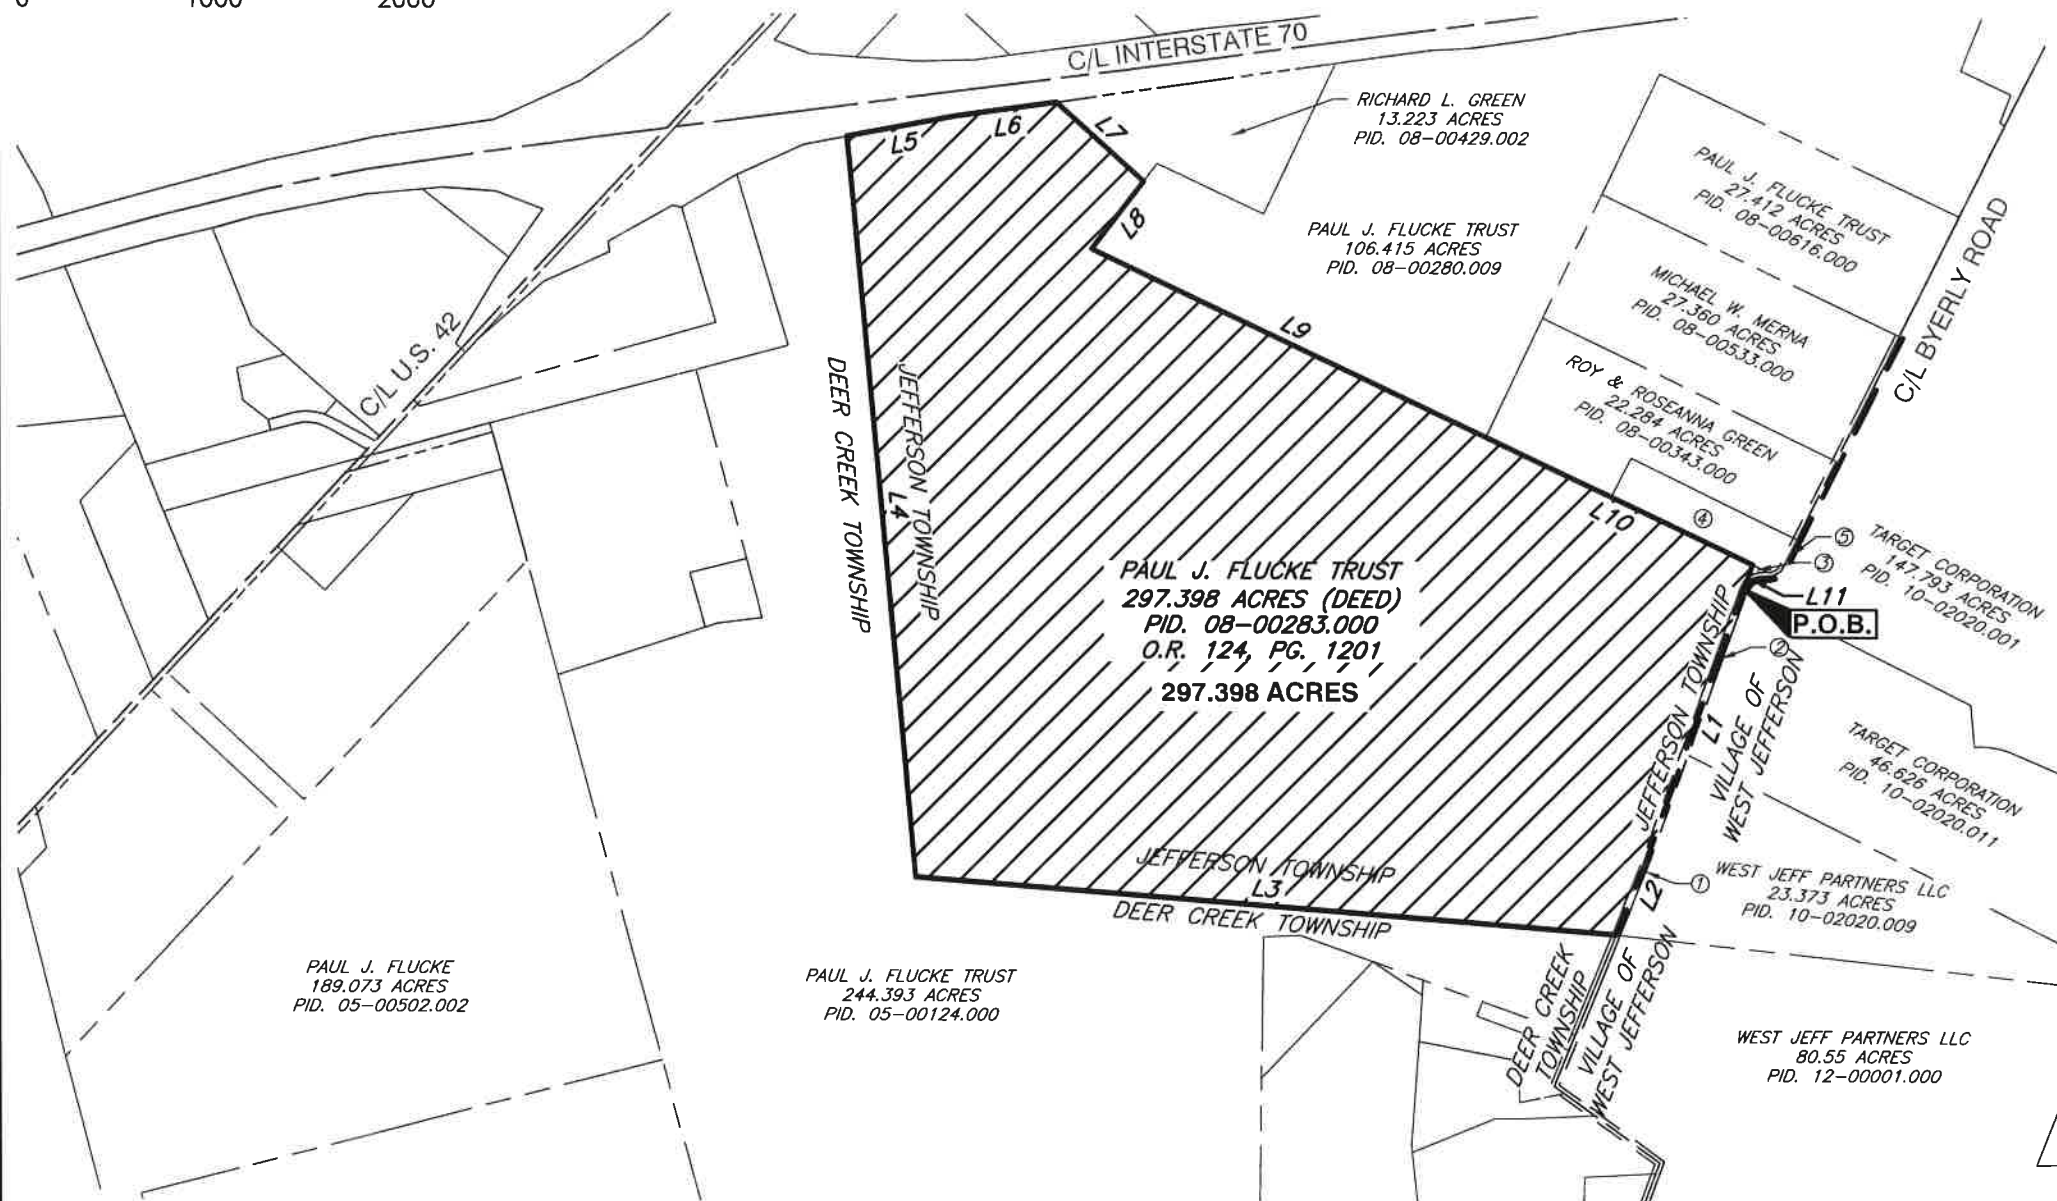 0 1000 2000
C/L INTERSTATE 70
RICHARD L. GREEN
13.223 ACRES
PID. 08-00429.002
L5
L6
L7
L8
PAUL J. FLUCKE TRUST
27.412 ACRES
PID. 08-00616.000
PAUL J. FLUCKE TRUST
106.415 ACRES
PID. 08-00280.009
C/L BYERLY ROAD
MICHAEL W. MERNA
27.360 ACRES
PID. 08-00533.000
C/L U.S. 42
L9
ROY & ROSEANNA GREEN
22.284 ACRES
PID. 08-00343.000
DEER CREEK TOWNSHIP
JEFFERSON TOWNSHIP
L4
L10
4
5
3
TARGET CORPORATION
147.793 ACRES
PID. 10-02020.001
PAUL J. FLUCKE TRUST
297.398 ACRES (DEED)
PID. 08-00283.000
O.R. 124, PG. 1201
297.398 ACRES
L11
P.O.B.
2
JEFFERSON TOWNSHIP
L1
VILLAGE OF
WEST JEFFERSON
TARGET CORPORATION
46.626 ACRES
PID. 10-02020.011
JEFFERSON TOWNSHIP
L3
DEER CREEK TOWNSHIP
1
L2
WEST JEFF PARTNERS LLC
23.373 ACRES
PID. 10-02020.009
PAUL J. FLUCKE
189.073 ACRES
PID. 05-00502.002
PAUL J. FLUCKE TRUST
244.393 ACRES
PID. 05-00124.000
DEER CREEK
TOWNSHIP
VILLAGE OF
WEST JEFFERSON
WEST JEFF PARTNERS LLC
80.55 ACRES
PID. 12-00001.000